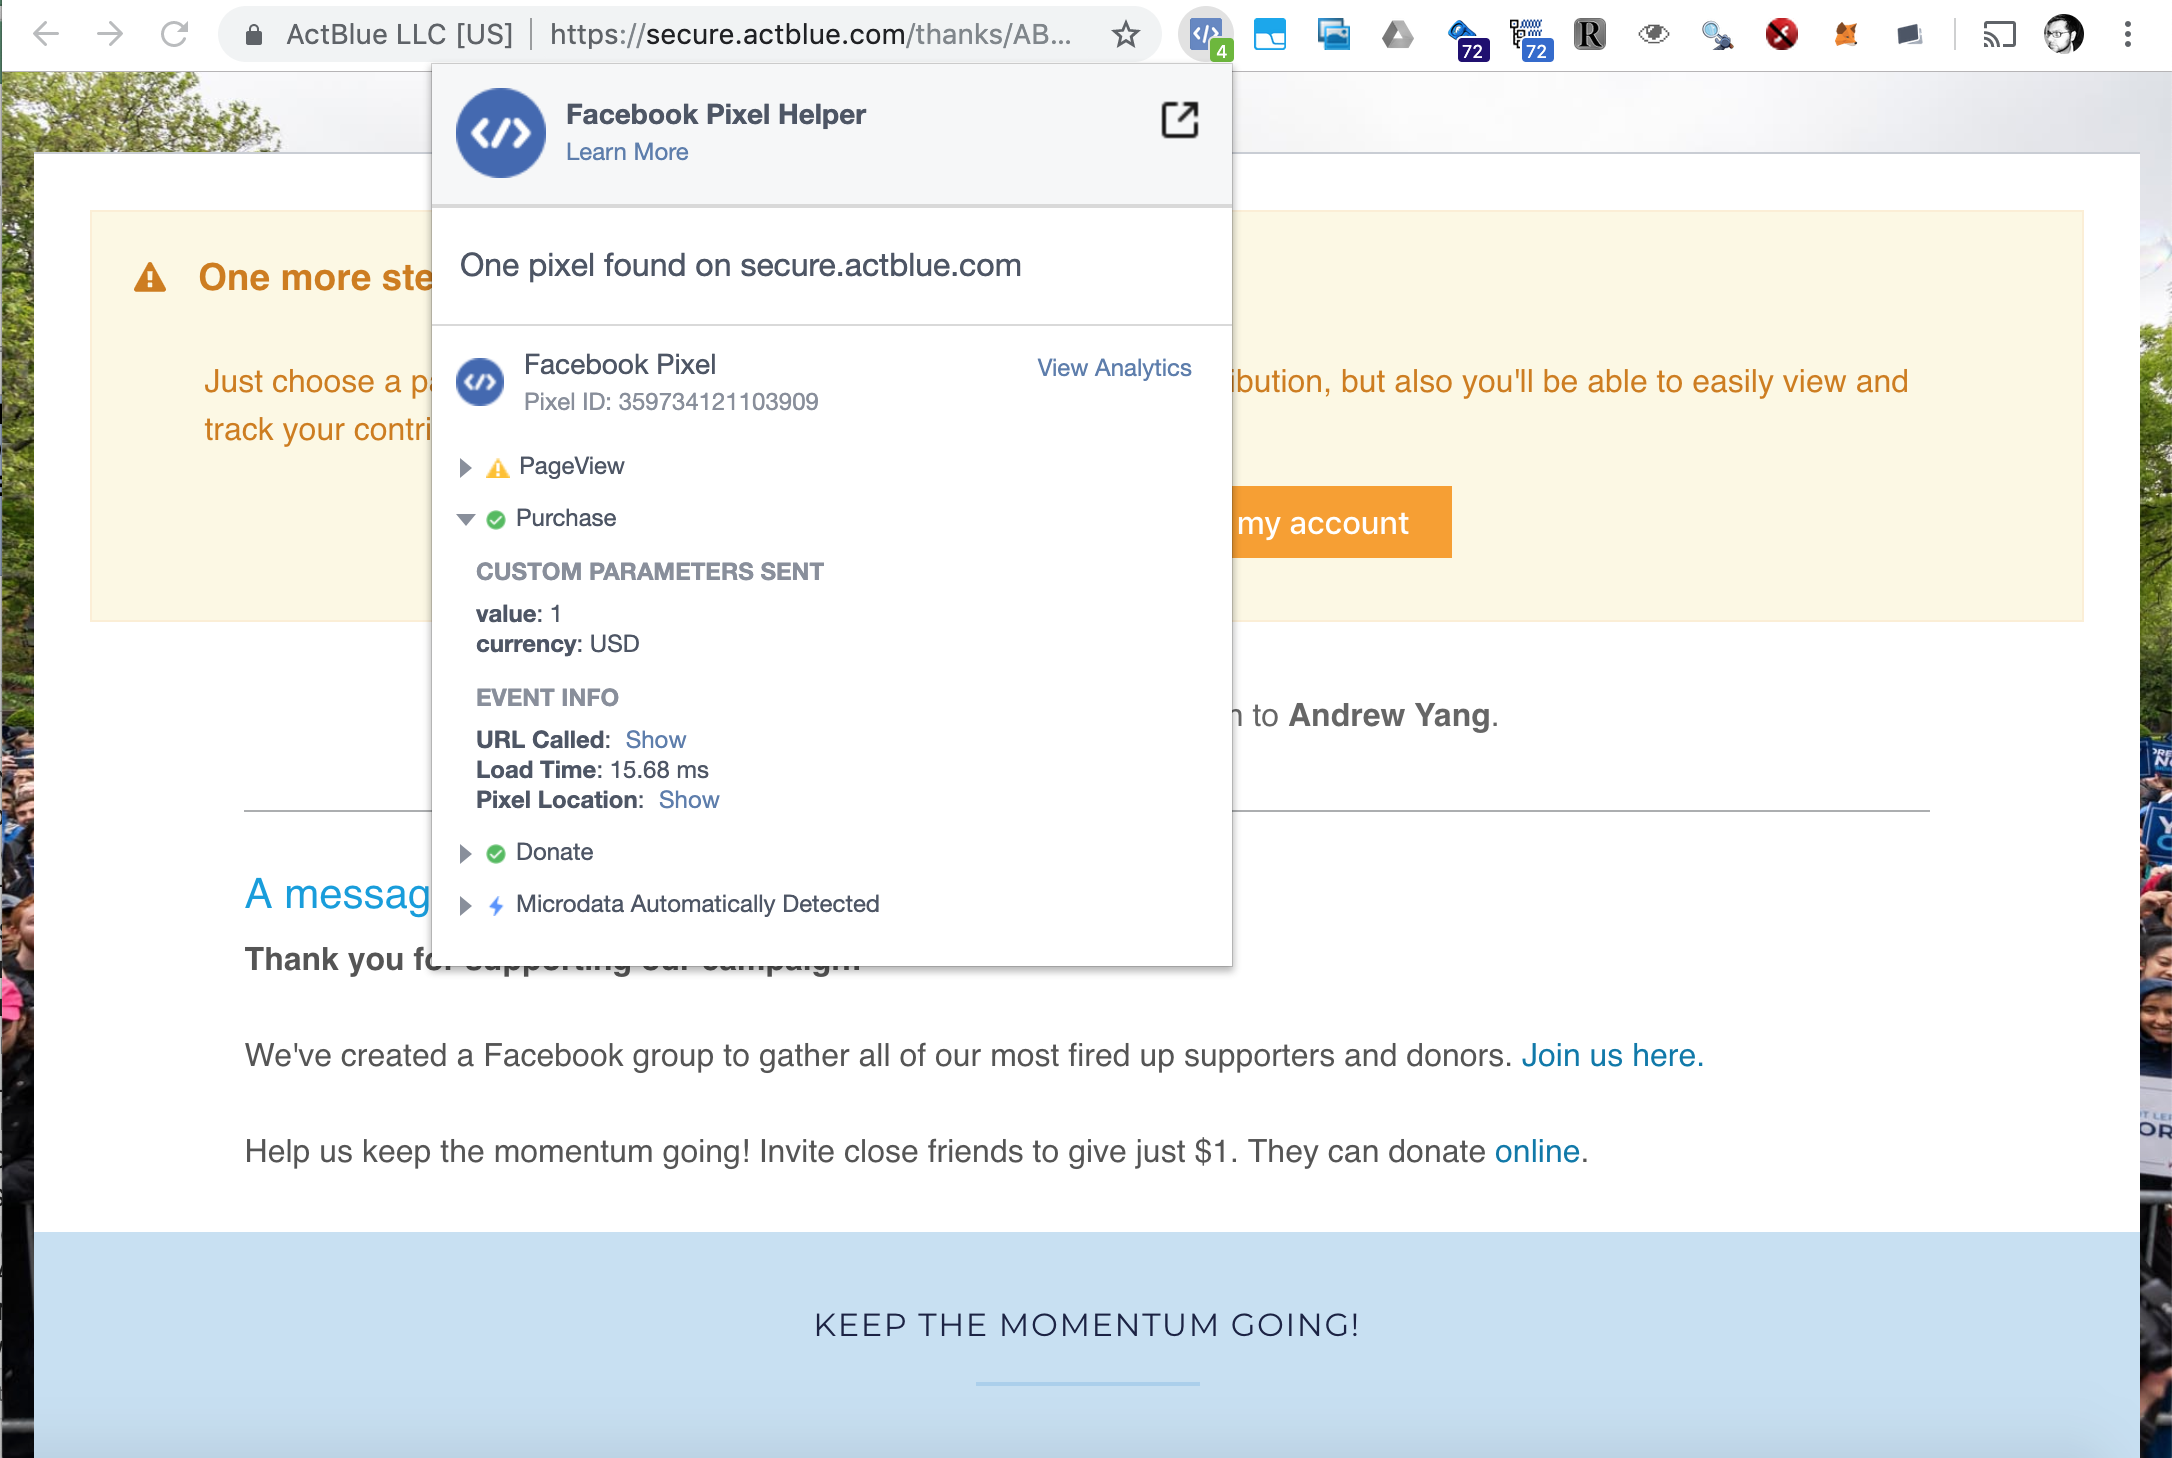 ActBlue LLC [US] | https://secure.actblue.com/thanks/AB...
4
72
72
R
Facebook Pixel Helper
Learn More
One pixel found on secure.actblue.com
One more ste
Facebook Pixel
View Analytics
Pixel ID: 359734121103909
Just choose a pa
ibution, but also you'll be able to easily view and
track your contri
PageView
Purchase
my account
CUSTOM PARAMETERS SENT
value: 1
currency: USD
EVENT INFO
n to Andrew Yang.
URL Called: Show
Load Time: 15.68 ms
Pixel Location: Show
Donate
A messag
Microdata Automatically Detected
Thank you for supporting our campaign!
We've created a Facebook group to gather all of our most fired up supporters and donors. Join us here.
Help us keep the momentum going! Invite close friends to give just $1. They can donate online.
KEEP THE MOMENTUM GOING!